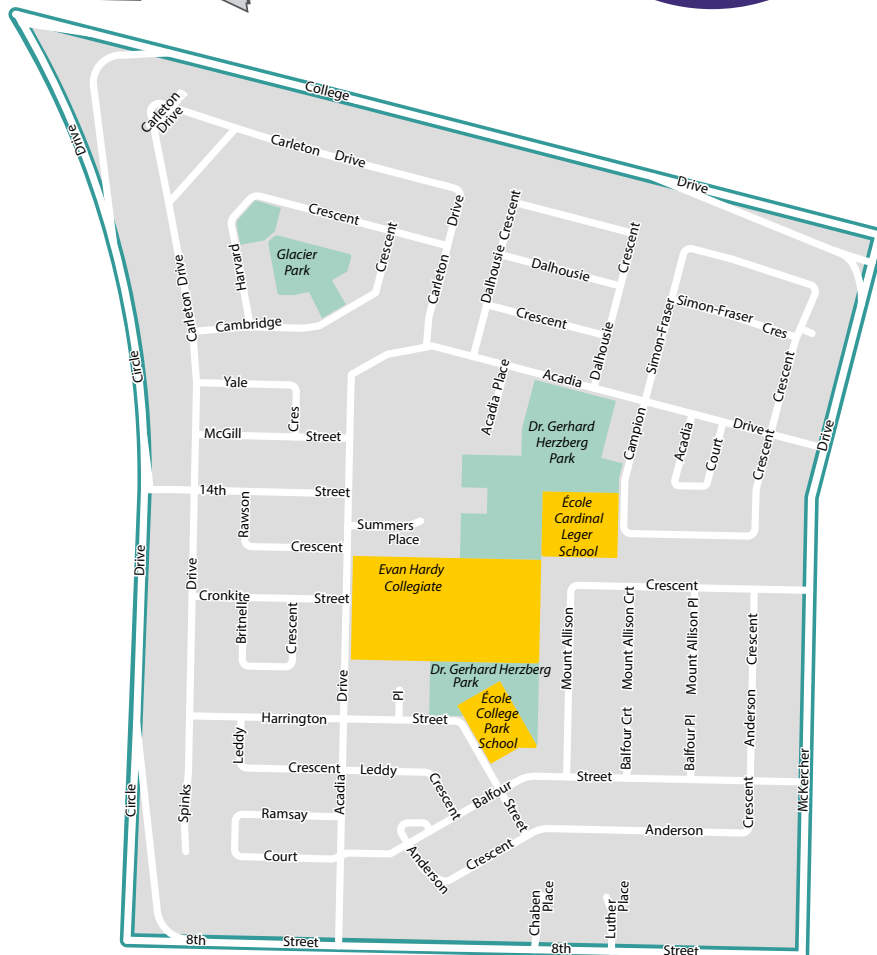 College
Drive
Drive
Drive
Carleton
Drive
Carleton Drive
Crescent
Drive
Dalhousie Crescent
Crescent
Dalhousie
Glacier
Park
Harvard
Crescent
Carleton
Carleton Drive
Cambridge
Crescent
Dalhousie
Simon-Fraser
Simon-Fraser
Cres
Crescent
Circle
Yale
Cres
Acadia
Acadia Place
McGill
Street
Dr. Gerhard
Herzberg
Park
Campion
Acadia
Court
Drive
Crescent
Drive
14th
Street
Rawson
Crescent
Summers
Place
École
Cardinal
Leger
School
Drive
Drive
Evan Hardy
Collegiate
Cronkite
Street
Britnell
Crescent
Crescent
Mount Allison
Mount Allison Crt
Mount Allison Pl
Crescent
Dr. Gerhard Herzberg
Park
Drive
Pl
École
College
Park
School
Harrington
Street
Leddy
Crescent
Leddy
Crescent
Balfour Crt
Balfour Pl
Anderson
Street
Balfour
Street
McKercher
Circle
Spinks
Acadia
Ramsay
Court
Anderson
Crescent
Anderson
Crescent
Chaben
Place
Luther
Place
8th
Street
8th
Street